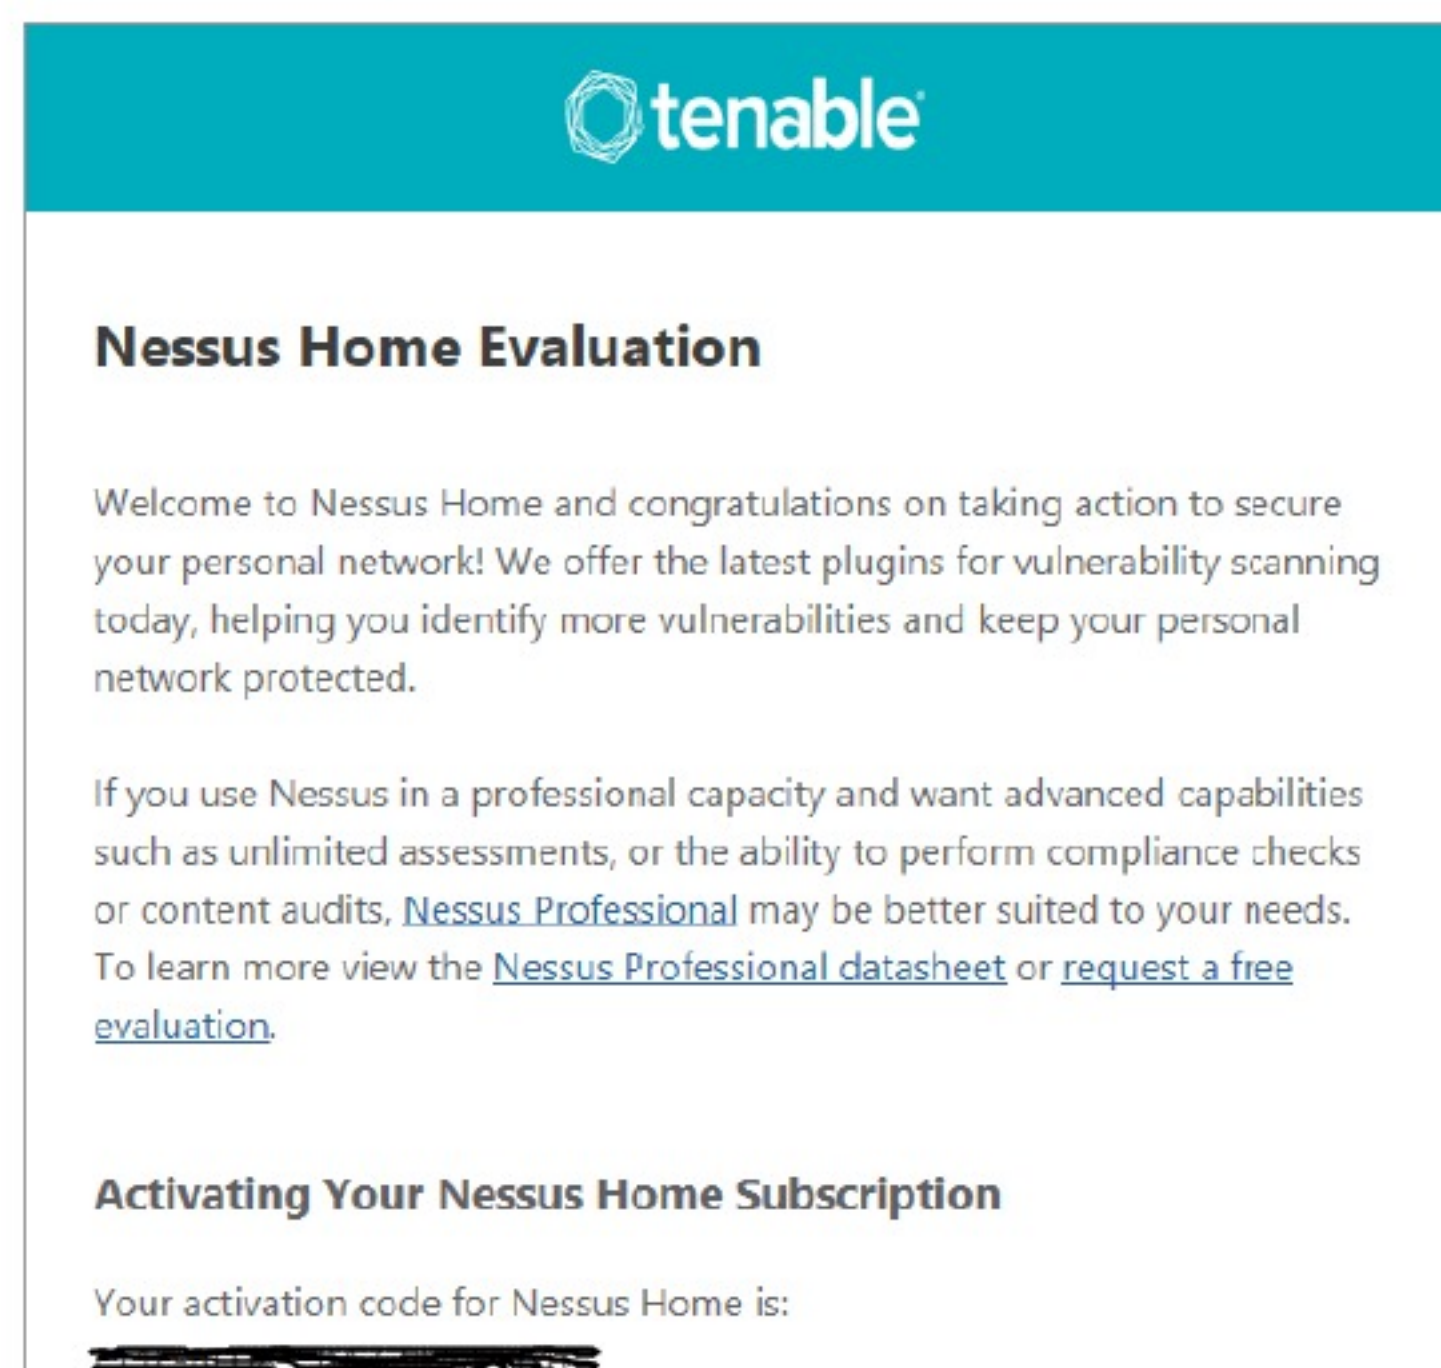 tenable
Nessus Home Evaluation
Welcome to Nessus Home and congratulations on taking action to secure
your personal network! We offer the latest plugins for vulnerability scanning
today, helping you identify more vulnerabilities and keep your personal
network protected.
If you use Nessus in a professional capacity and want advanced capabilities
such as unlimited assessments, or the ability to perform compliance checks
or content audits, Nessus Professional may be better suited to your needs.
To learn more view the Nessus Professional datasheet or request a free
evaluation.
Activating Your Nessus Home Subscription
Your activation code for Nessus Home is: